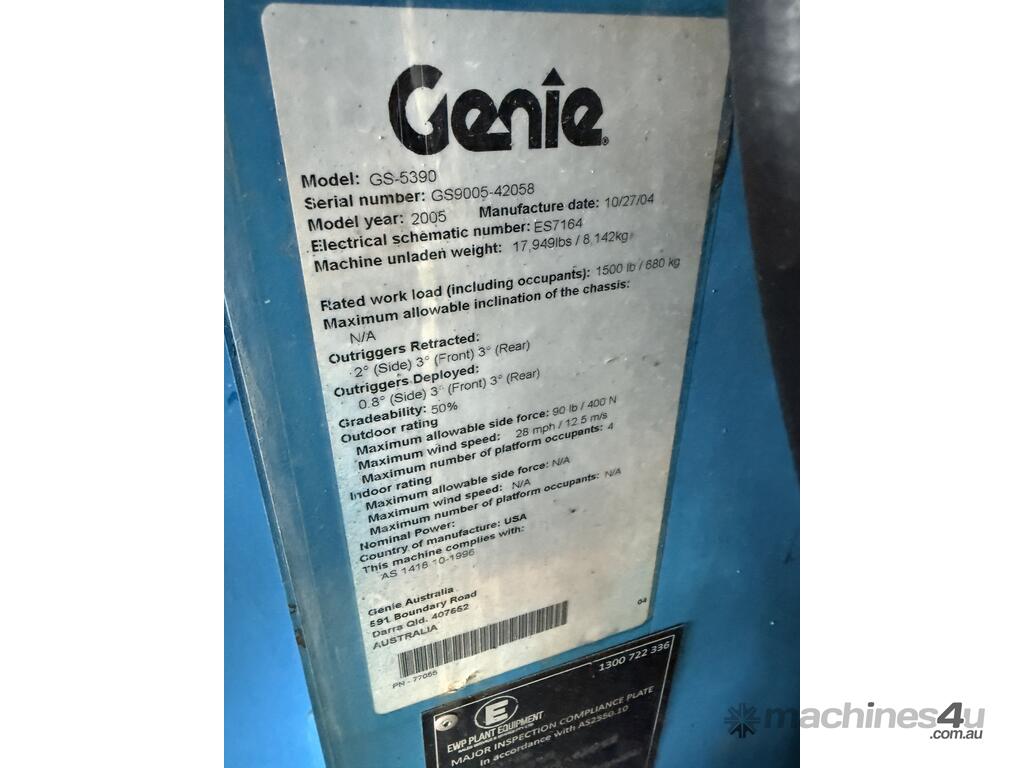 Genie®
Model: GS-5390
Serial number: GS9005-42058
Model year: 2005 Manufacture date: 10/27/04
Electrical schematic number: ES7164
Machine unladen weight: 17,949lbs / 8,142kg
Rated work load (including occupants): 1500 lb / 680 kg
Maximum allowable inclination of the chassis:
N/A
Outriggers Retracted:
2° (Side) 3° (Front) 3° (Rear)
Outriggers Deployed:
0.8° (Side) 3° (Front) 3° (Rear)
Gradeability: 50%
Outdoor rating
Maximum allowable side force: 90 lb / 400 N
Maximum wind speed: 28 mph / 12.5 m/s
Maximum number of platform occupants: 4
Indoor rating
Maximum allowable side force: N/A
Maximum wind speed: N/A
Maximum number of platform occupants: N/A
Nominal Power:
Country of manufacture: USA
This machine complies with:
AS 1418.10-1996
Genie Australia
591 Boundary Road
Darra Qld. 407552
AUSTRALIA
04
PN - 77055
1300 722 336
E
EWP PLANT EQUIPMENT
MAJOR INSPECTION COMPLIANCE PLATE
In accordance with AS2550.10
machines4u
.com.au